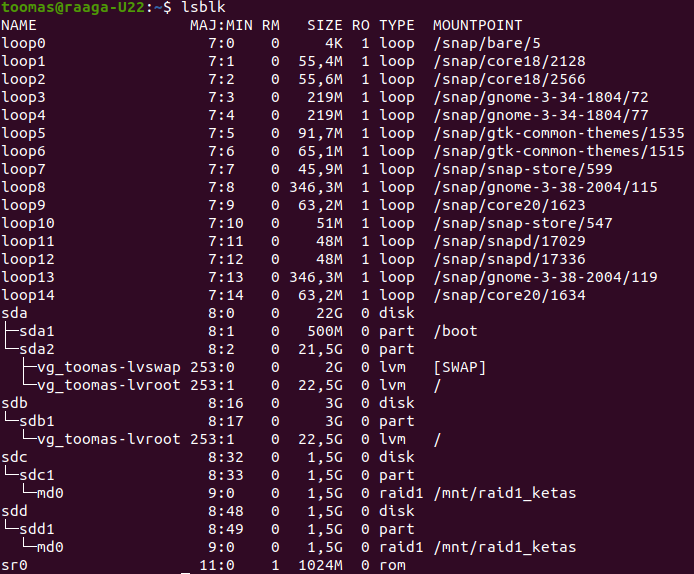 toomas@raaga-U22:~$ lsblk
NAME                  MAJ:MIN RM   SIZE RO TYPE  MOUNTPOINT
loop0                   7:0    0     4K  1 loop  /snap/bare/5
loop1                   7:1    0  55,4M  1 loop  /snap/core18/2128
loop2                   7:2    0  55,6M  1 loop  /snap/core18/2566
loop3                   7:3    0   219M  1 loop  /snap/gnome-3-34-1804/72
loop4                   7:4    0   219M  1 loop  /snap/gnome-3-34-1804/77
loop5                   7:5    0  91,7M  1 loop  /snap/gtk-common-themes/1535
loop6                   7:6    0  65,1M  1 loop  /snap/gtk-common-themes/1515
loop7                   7:7    0  45,9M  1 loop  /snap/snap-store/599
loop8                   7:8    0 346,3M  1 loop  /snap/gnome-3-38-2004/115
loop9                   7:9    0  63,2M  1 loop  /snap/core20/1623
loop10                  7:10   0    51M  1 loop  /snap/snap-store/547
loop11                  7:11   0    48M  1 loop  /snap/snapd/17029
loop12                  7:12   0    48M  1 loop  /snap/snapd/17336
loop13                  7:13   0 346,3M  1 loop  /snap/gnome-3-38-2004/119
loop14                  7:14   0  63,2M  1 loop  /snap/core20/1634
sda                     8:0    0    22G  0 disk
├─sda1                  8:1    0   500M  0 part  /boot
└─sda2                  8:2    0  21,5G  0 part
  ├─vg_toomas-lvswap 253:0    0     2G  0 lvm   [SWAP]
  └─vg_toomas-lvroot 253:1    0  22,5G  0 lvm   /
sdb                     8:16   0     3G  0 disk
└─sdb1                  8:17   0     3G  0 part
  └─vg_toomas-lvroot 253:1    0  22,5G  0 lvm   /
sdc                     8:32   0   1,5G  0 disk
└─sdc1                  8:33   0   1,5G  0 part
  └─md0                 9:0    0   1,5G  0 raid1 /mnt/raid1_ketas
sdd                     8:48   0   1,5G  0 disk
└─sdd1                  8:49   0   1,5G  0 part
  └─md0                 9:0    0   1,5G  0 raid1 /mnt/raid1_ketas
sr0                    11:0    1  1024M  0 rom